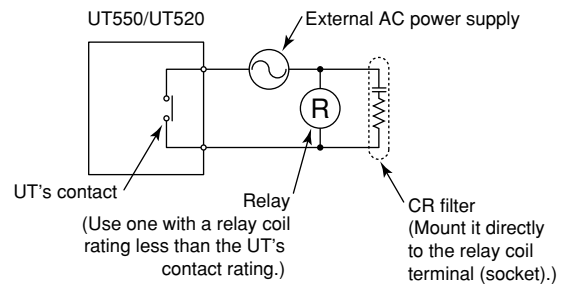 UT550/UT520
External AC power supply
R
UT's contact
Relay
(Use one with a relay coil
rating less than the UT's
contact rating.)
CR filter
(Mount it directly
to the relay coil
terminal (socket).)